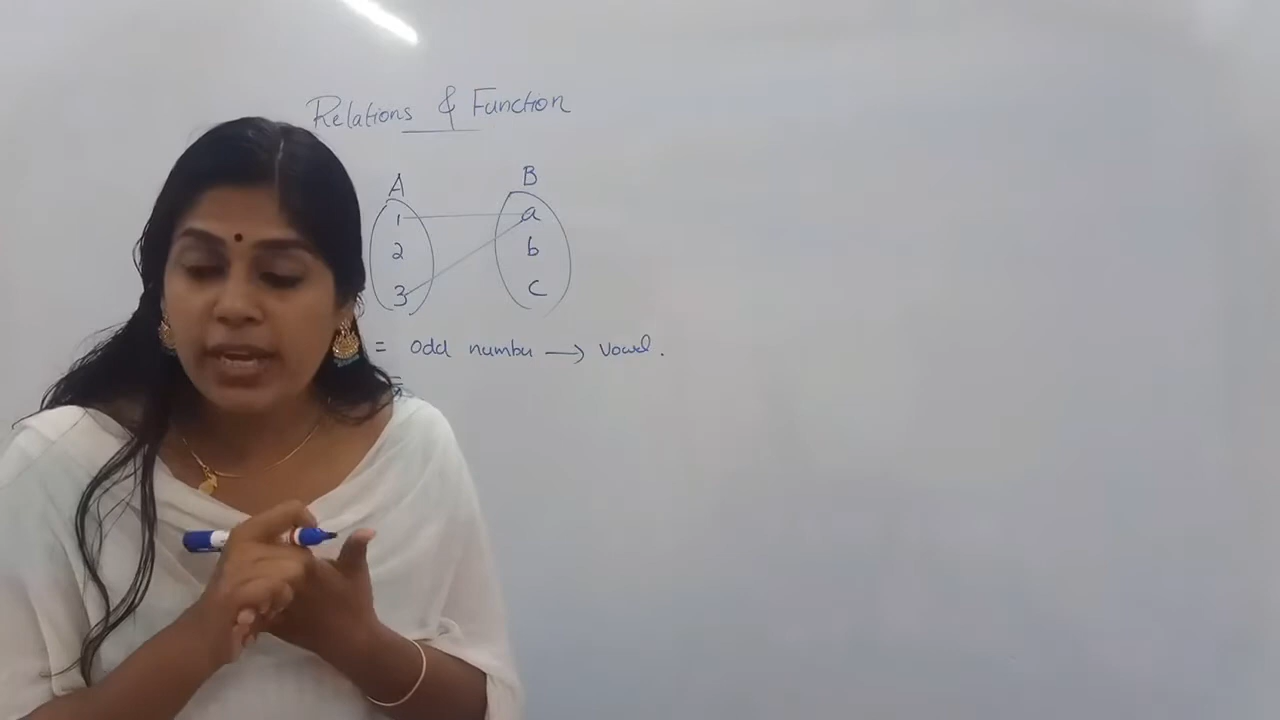 Relations & Function
A B
1 a
2 b
3 c
= odd number → vowel.
=